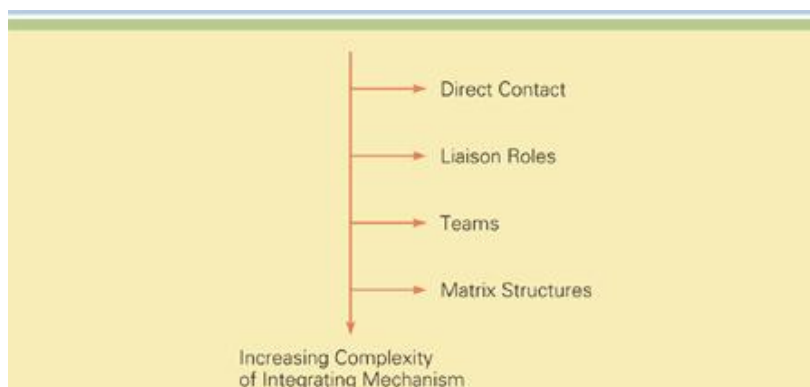 Direct Contact
Liaison Roles
Teams
Matrix Structures
Increasing Complexity
of Integrating Mechanism